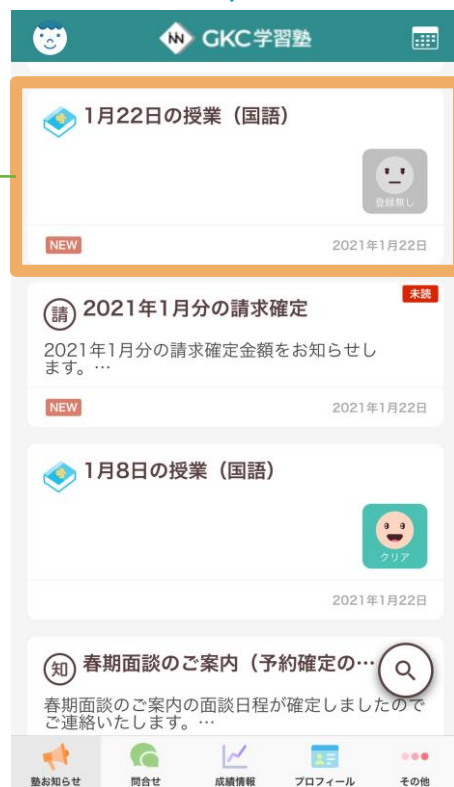 GKC学習塾
1月22日の授業（国語）
登録無し
NEW
2021年1月22日
未読
請 2021年1月分の請求確定
2021年1月分の請求確定金額をお知らせし
ます。…
NEW
2021年1月22日
1月8日の授業（国語）
クリア
2021年1月22日
知 春期面談のご案内（予約確定の…
春期面談のご案内の面談日程が確定しましたので
ご連絡いたします。…
塾お知らせ 問合せ 成績情報 プロフィール その他